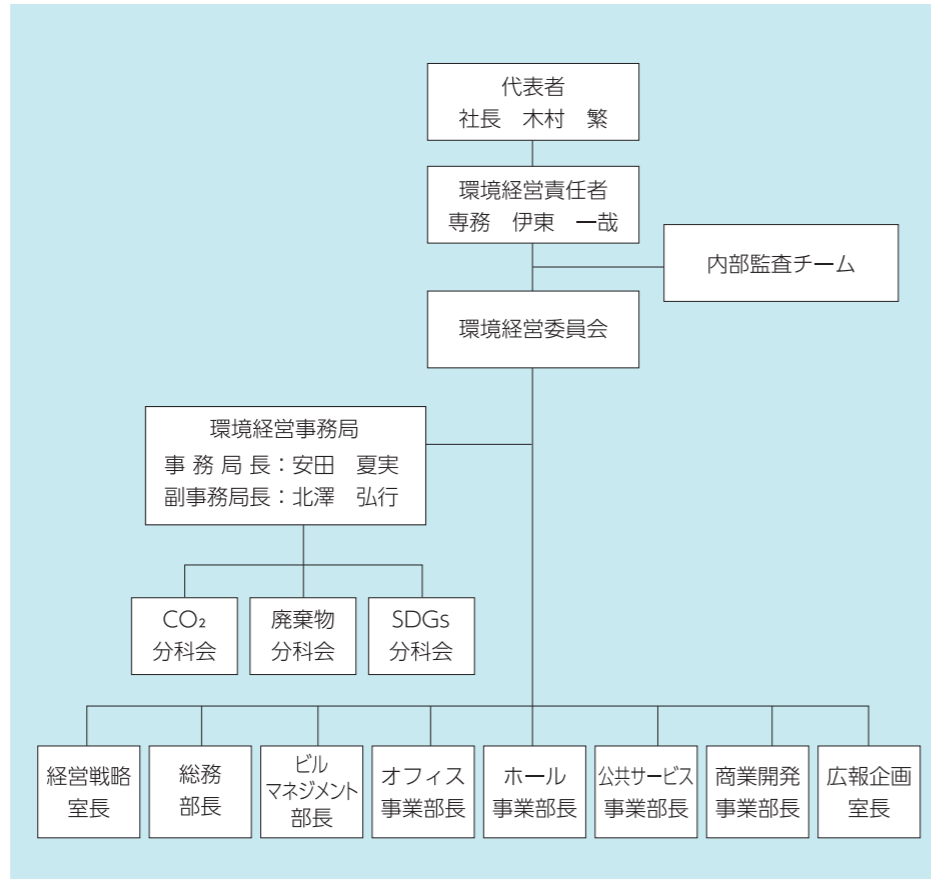 代表者
社長　木村　繁
環境経営責任者
専務　伊東　一哉
内部監査チーム
環境経営委員会
環境経営事務局
事 務 局 長：安田　夏実
副事務局長：北澤　弘行
CO₂
分科会
廃棄物
分科会
SDGs
分科会
経営戦略
室長
総務
部長
ビル
マネジメント
部長
オフィス
事業部長
ホール
事業部長
公共サービス
事業部長
商業開発
事業部長
広報企画
室長